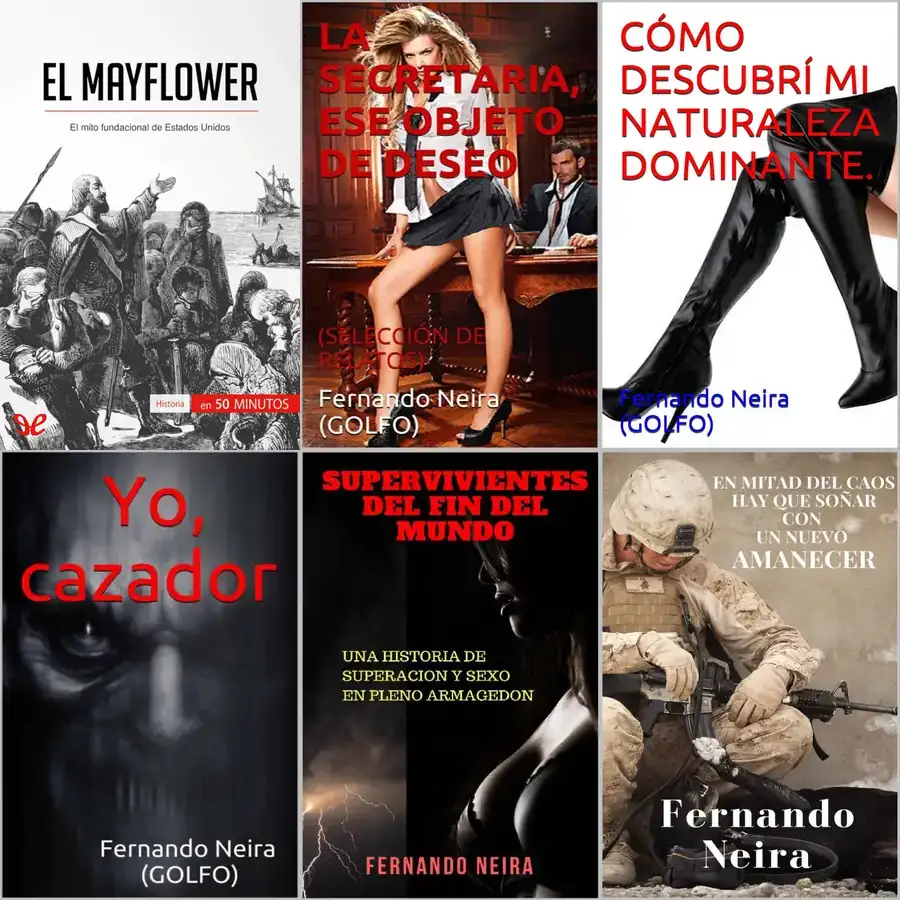 EL MAYFLOWER
El mito fundacional de Estados Unidos
Historia
en 50 MINUTOS
LA
SECRETARIA,
ESE OBJETO
DE DESEO
(SELECCIÓN DE
RELATOS)
Fernando Neira
(GOLFO)
CÓMO
DESCUBRÍ MI
NATURALEZA
DOMINANTE.
Fernando Neira
(GOLFO)
Yo,
cazador
Fernando Neira
(GOLFO)
SUPERVIVIENTES
DEL FIN DEL
MUNDO
UNA HISTORIA DE
SUPERACION Y SEXO
EN PLENO ARMAGEDON
FERNANDO NEIRA
EN MITAD DEL CAOS
HAY QUE SOÑAR
CON
UN NUEVO
AMANECER
Fernando
Neira